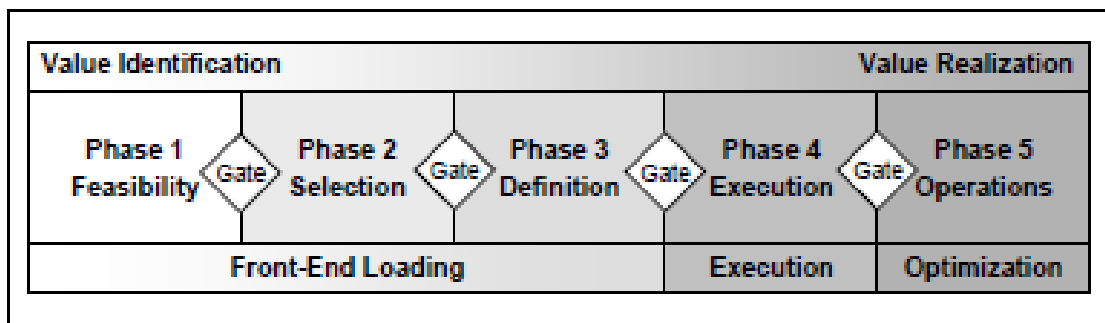 Value Identification Value Realization
Phase 1 Phase 2 Phase 3 Phase 4 Phase 5
Gate Gate Gate Gate
Feasibility Selection Definition Execution Operations
Front-End Loading Execution Optimization